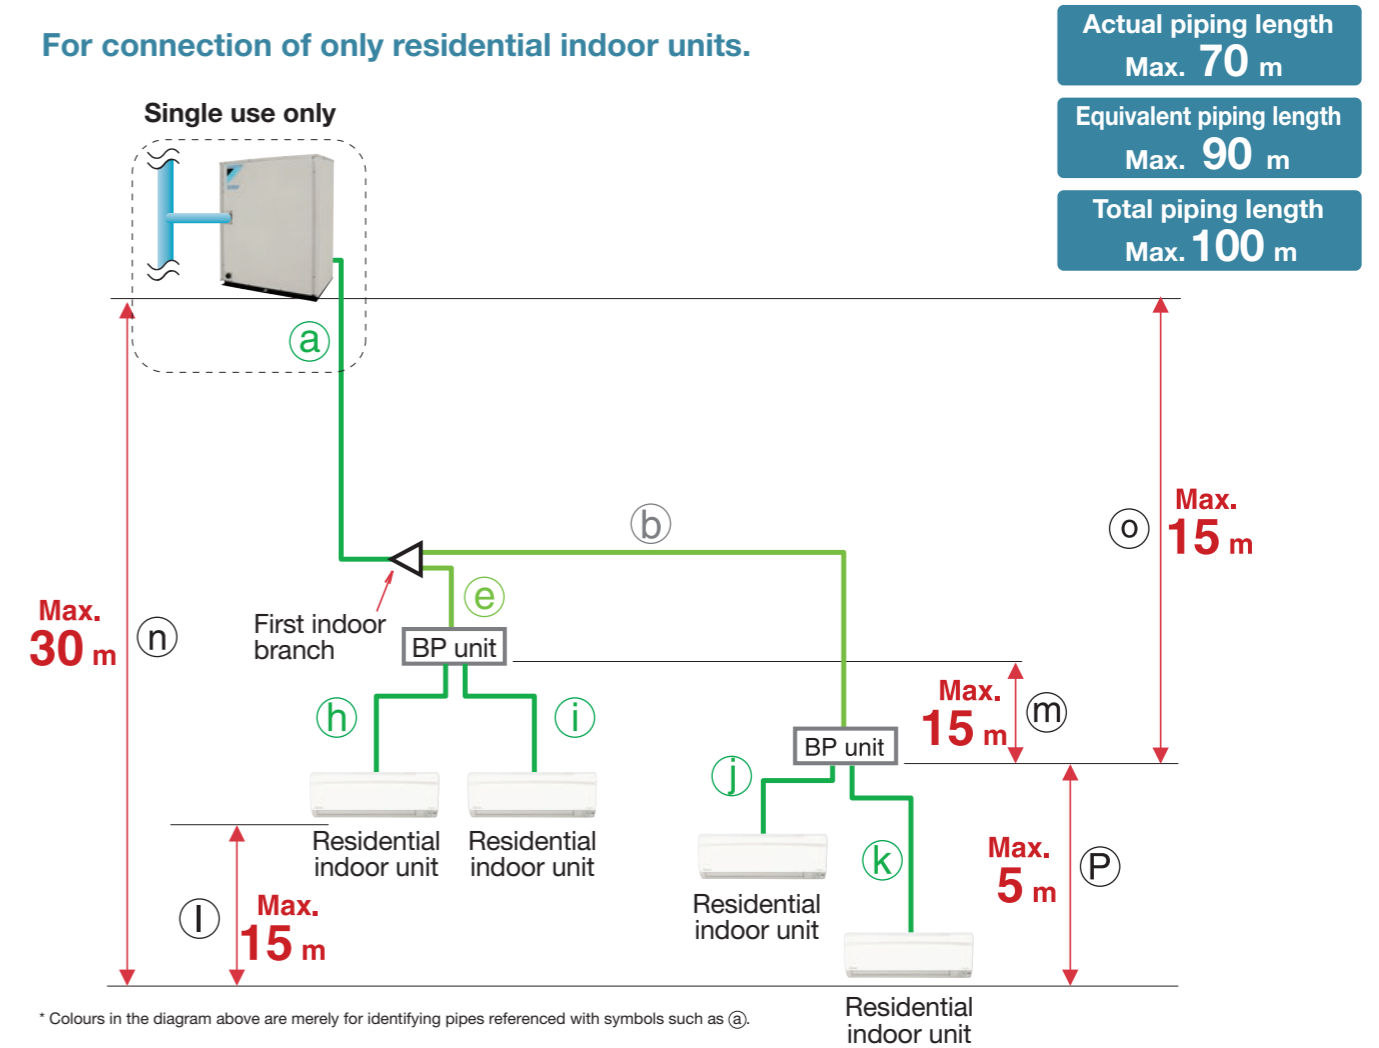 For connection of only residential indoor units.
Actual piping length
Max. 70 m
Equivalent piping length
Max. 90 m
Total piping length
Max. 100 m
Single use only
a
b
o
Max.
15 m
Max.
30 m
n
First indoor
branch
e
BP unit
h
i
Max.
15 m
m
BP unit
j
k
Residential
indoor unit
Residential
indoor unit
Max.
5 m
P
l
Max.
15 m
Residential
indoor unit
Residential
indoor unit
* Colours in the diagram above are merely for identifying pipes referenced with symbols such as ⓐ.